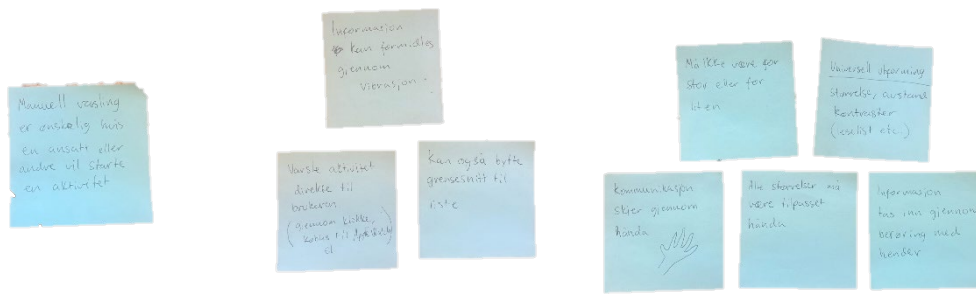 Manuell varsling
er ønskelig hvis
en ansatt eller
andre vil starte
en aktivitet
Informasjon
kan formidles
gjennom
vibrasjon.
Varsle aktivitet
direkte til
brukeren
(gjennom klokke,
kobles til
el
Kan også bytte
grensesnitt til
liste
Må ikke være for
stor eller for
liten
Universell utforming
størrelse, avstand
kontraster
(
Kommunikasjon
skjer gjennom
hånda
Alle størrelser må
være tilpasset
hånda
Informasjon
tas inn gjennom
berøring med
hender